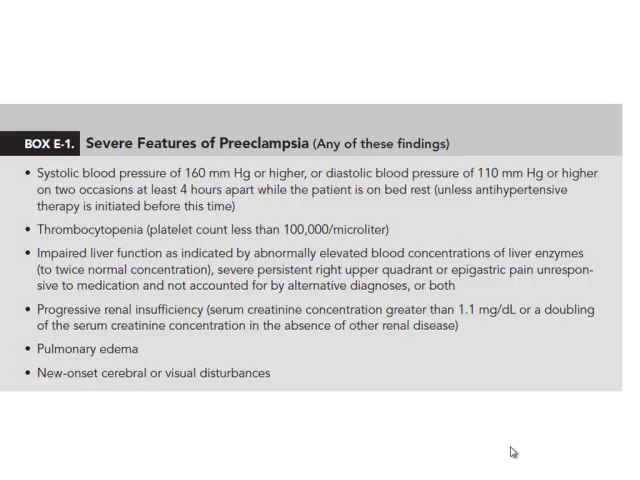 BOX E-1. Severe Features of Preeclampsia (Any of these findings)
• Systolic blood pressure of 160 mm Hg or higher, or diastolic blood pressure of 110 mm Hg or higher
on two occasions at least 4 hours apart while the patient is on bed rest (unless antihypertensive
therapy is initiated before this time)
• Thrombocytopenia (platelet count less than 100,000/microliter)
• Impaired liver function as indicated by abnormally elevated blood concentrations of liver enzymes
(to twice normal concentration), severe persistent right upper quadrant or epigastric pain unrespon-
sive to medication and not accounted for by alternative diagnoses, or both
• Progressive renal insufficiency (serum creatinine concentration greater than 1.1 mg/dL or a doubling
of the serum creatinine concentration in the absence of other renal disease)
• Pulmonary edema
• New-onset cerebral or visual disturbances